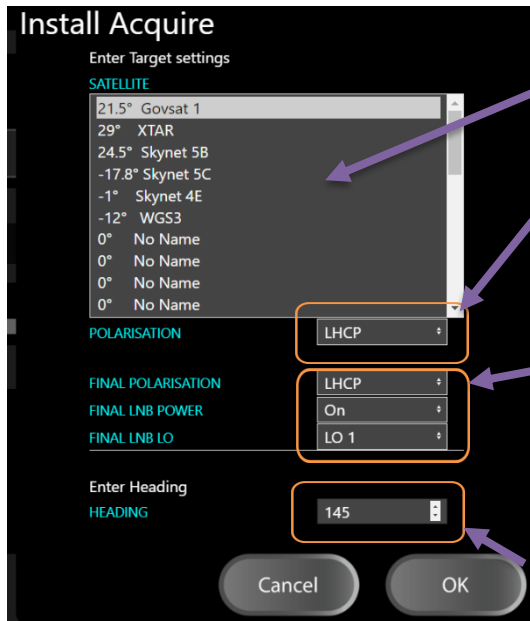 Install Acquire
Enter Target settings
SATELLITE
21.5° Govsat 1
29° XTAR
24.5° Skynet 5B
-17.8° Skynet 5C
-1° Skynet 4E
-12° WGS3
0° No Name
0° No Name
0° No Name
0° No Name
POLARISATION LHCP
FINAL POLARISATION LHCP
FINAL LNB POWER On
FINAL LNB LO LO 1
Enter Heading
HEADING 145
Cancel OK